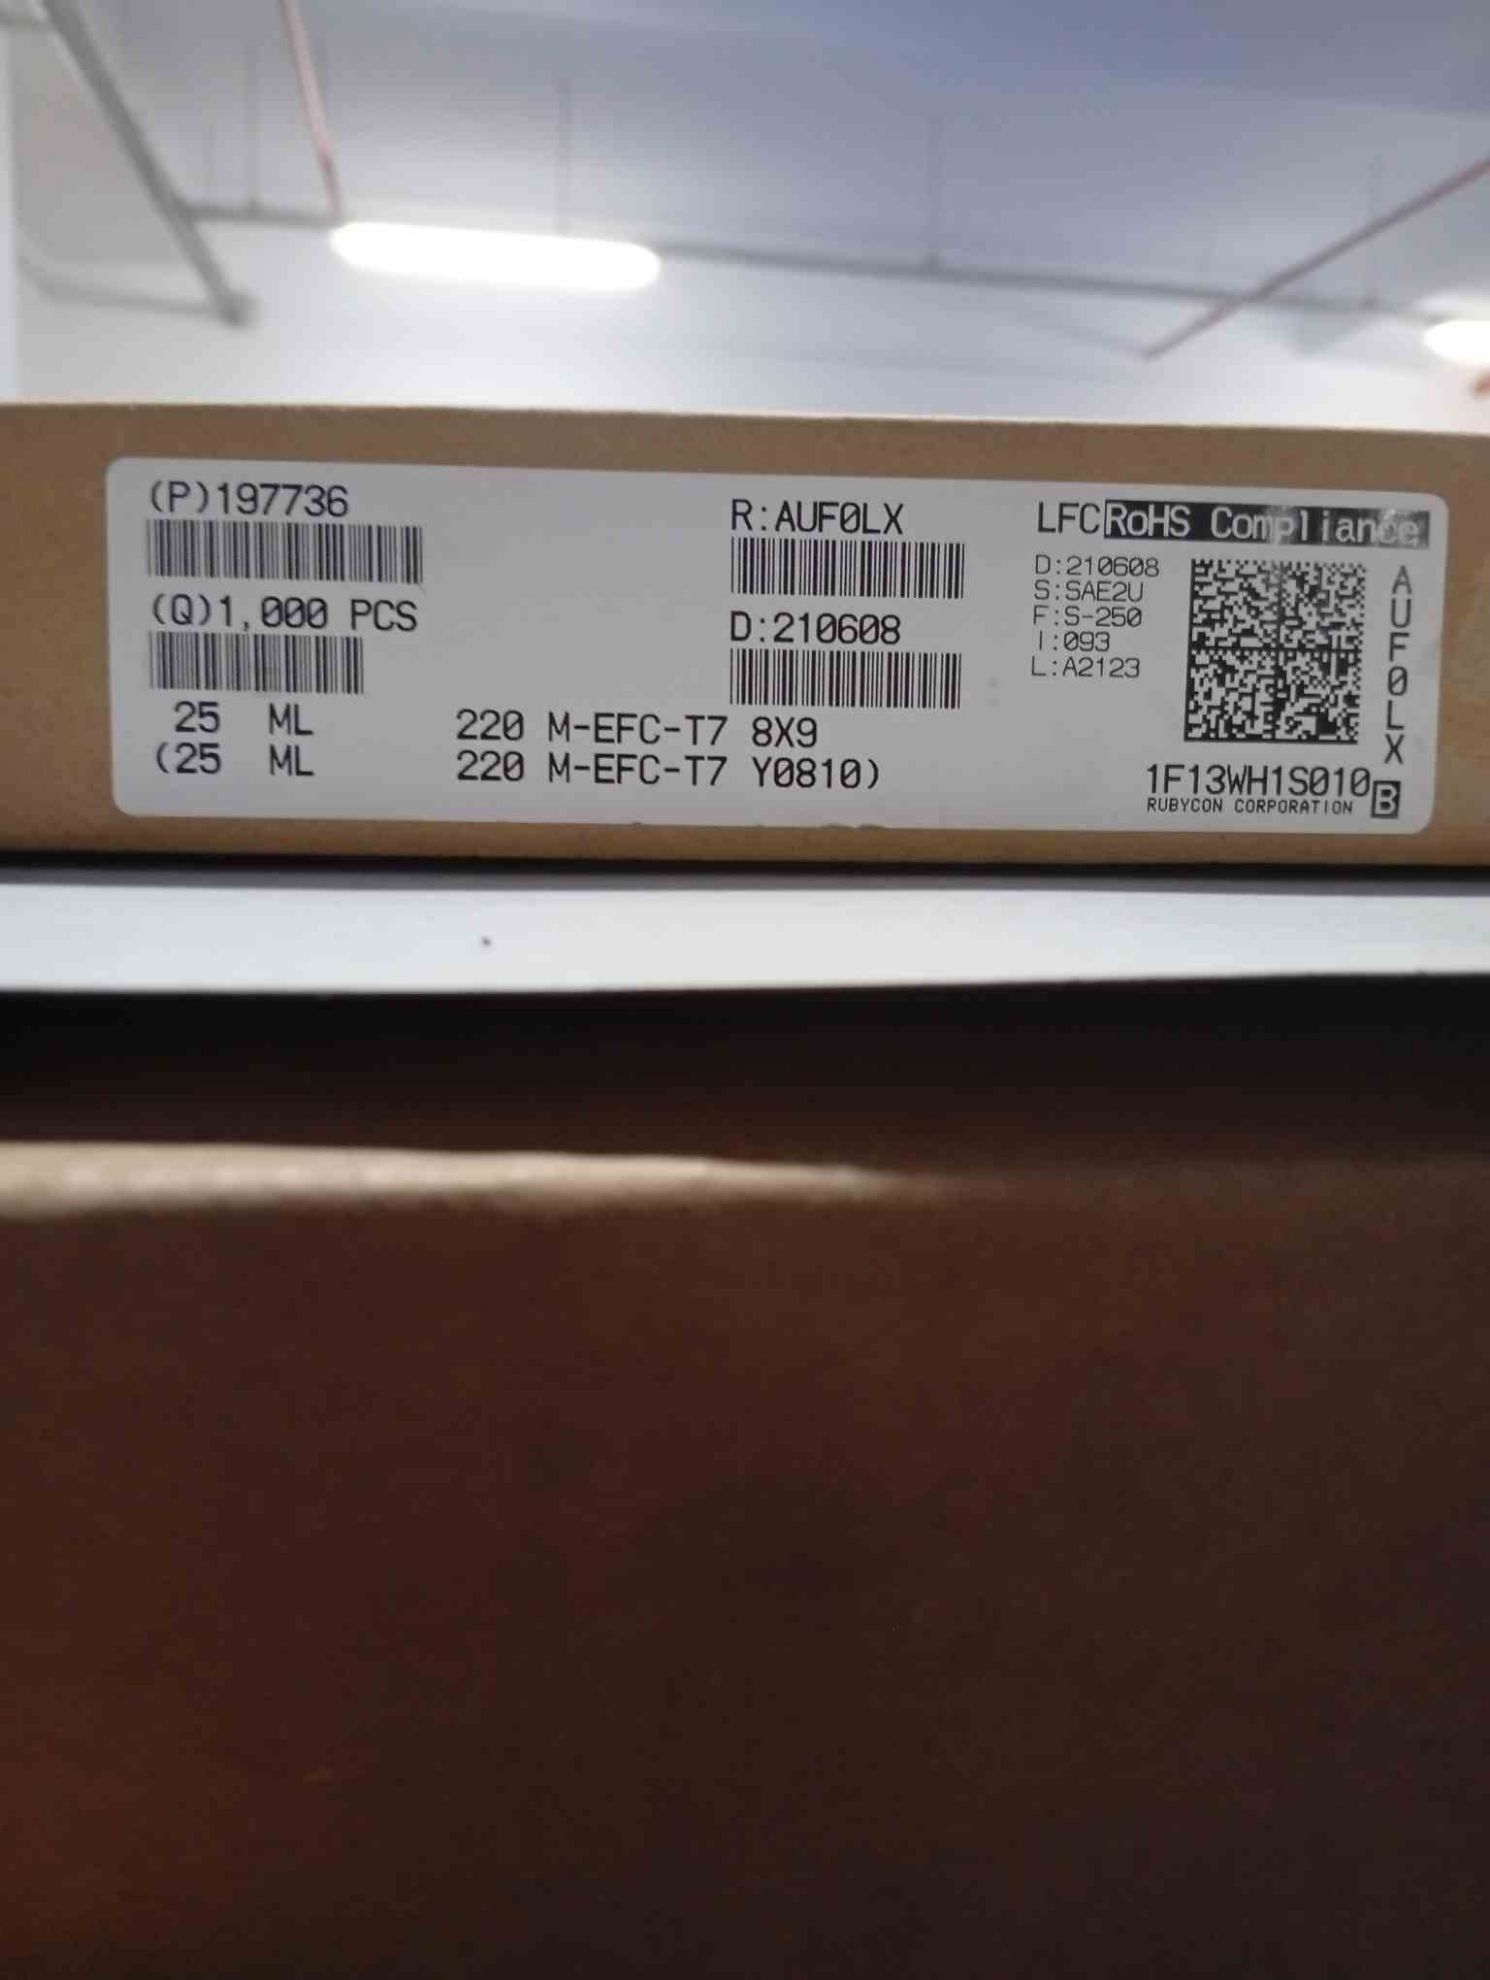 (P)197736
(Q)1,000 PCS
R:AUF0LX
D:210608
25 ML 220 M-EFC-T7 8X9
(25 ML 220 M-EFC-T7 Y0810)
LFC RoHS Compliance
D:210608
S:SAE2U
F:S-250
I:093
L:A2123
AUF0LX
1F13WH1S010 B
RUBYCON CORPORATION